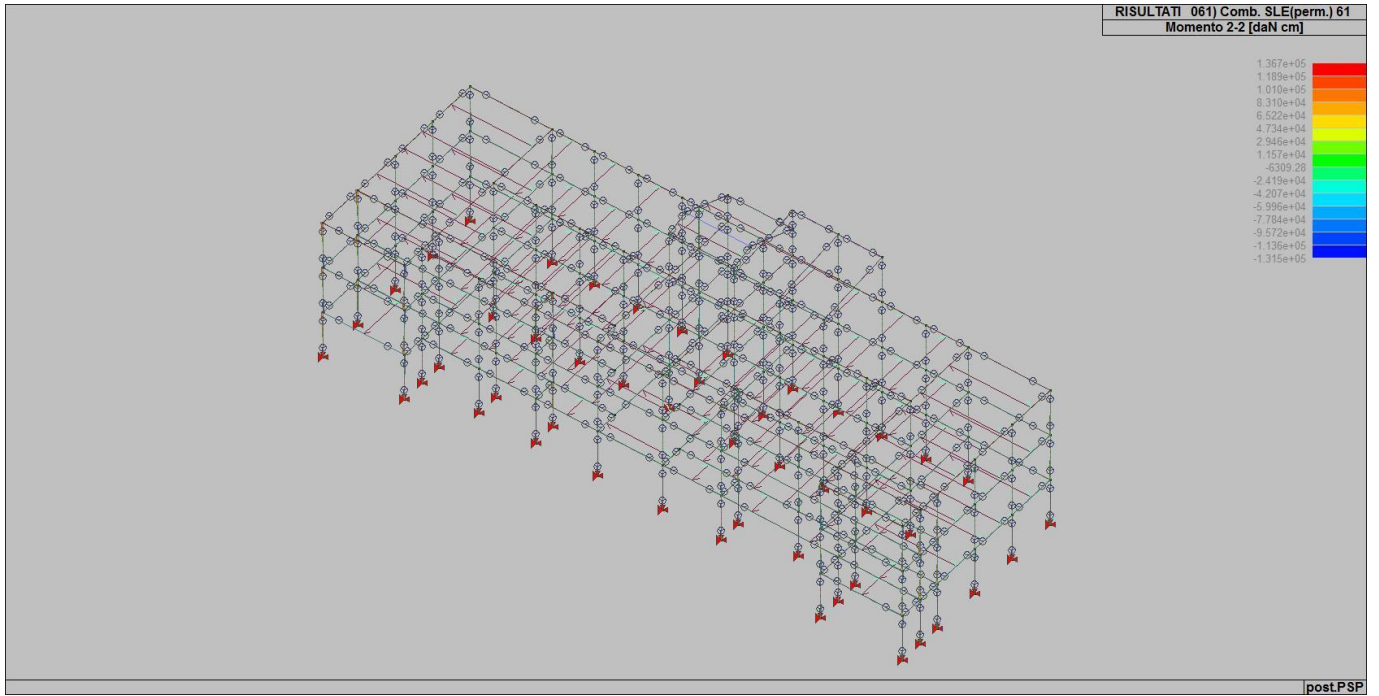 RISULTATI 061) Comb. SLE(perm.) 61
Momento 2-2 [daN cm]
1.367e+05
1.189e+05
1.010e+05
8.310e+04
6.522e+04
4.734e+04
2.946e+04
1.157e+04
-6309.28
-2.419e+04
-4.207e+04
-5.996e+04
-7.784e+04
-9.572e+04
-1.136e+05
-1.315e+05
post.PSP